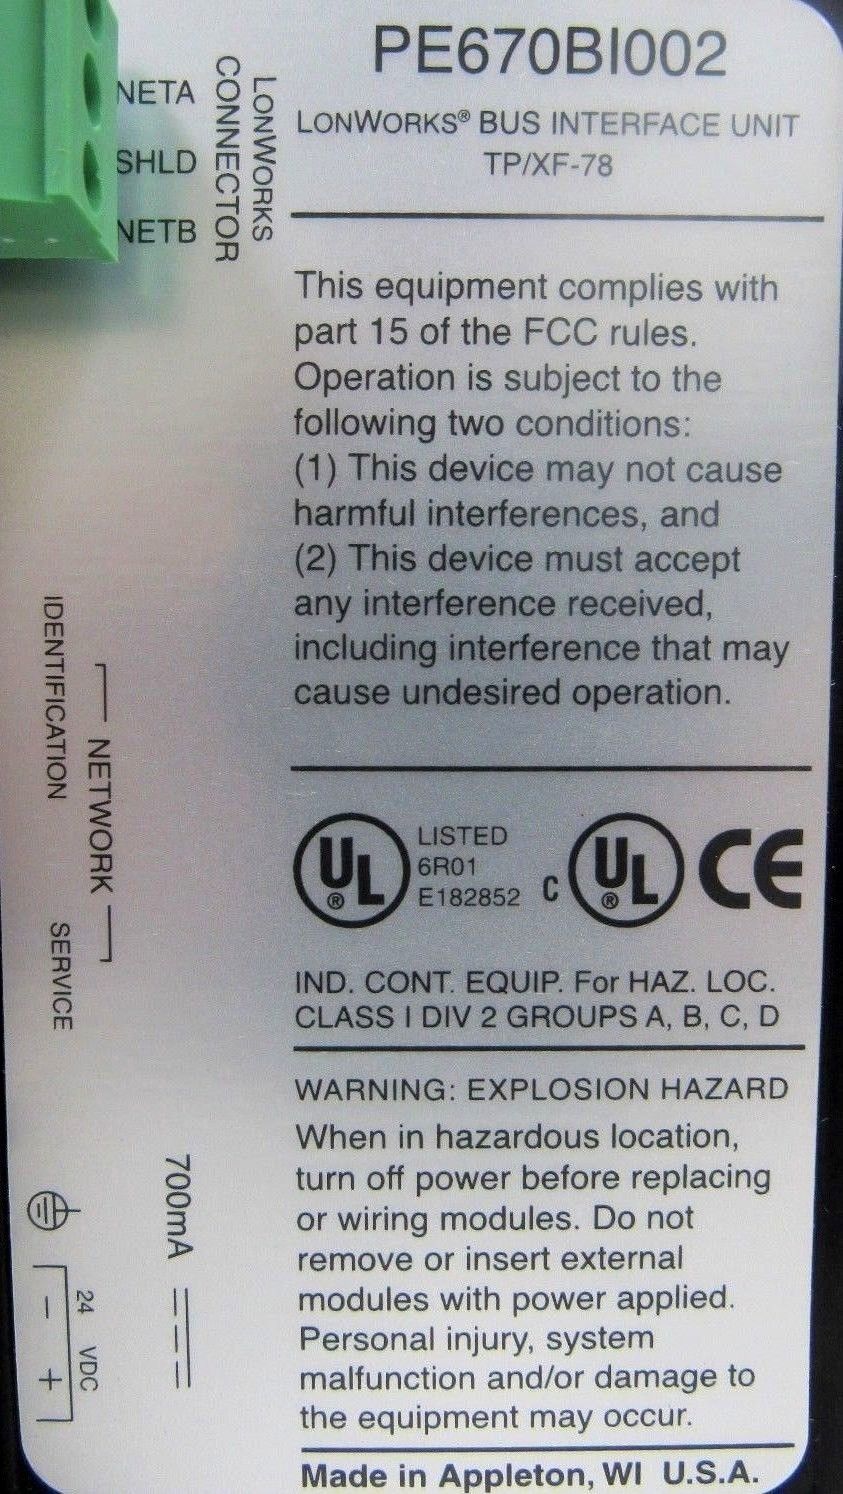 PE670BI002
LONWORKS® BUS INTERFACE UNIT
TP/XF-78
NETA
SHLD
NETB
LONWORKS
CONNECTOR
This equipment complies with
part 15 of the FCC rules.
Operation is subject to the
following two conditions:
(1) This device may not cause
harmful interferences, and
(2) This device must accept
any interference received,
including interference that may
cause undesired operation.
NETWORK
IDENTIFICATION
SERVICE
UL®
LISTED
6R01
E182852
C UL® CE
IND. CONT. EQUIP. For HAZ. LOC.
CLASS I DIV 2 GROUPS A, B, C, D
WARNING: EXPLOSION HAZARD
When in hazardous location,
turn off power before replacing
or wiring modules. Do not
remove or insert external
modules with power applied.
Personal injury, system
malfunction and/or damage to
the equipment may occur.
700mA
24 VDC
- +
Made in Appleton, WI U.S.A.